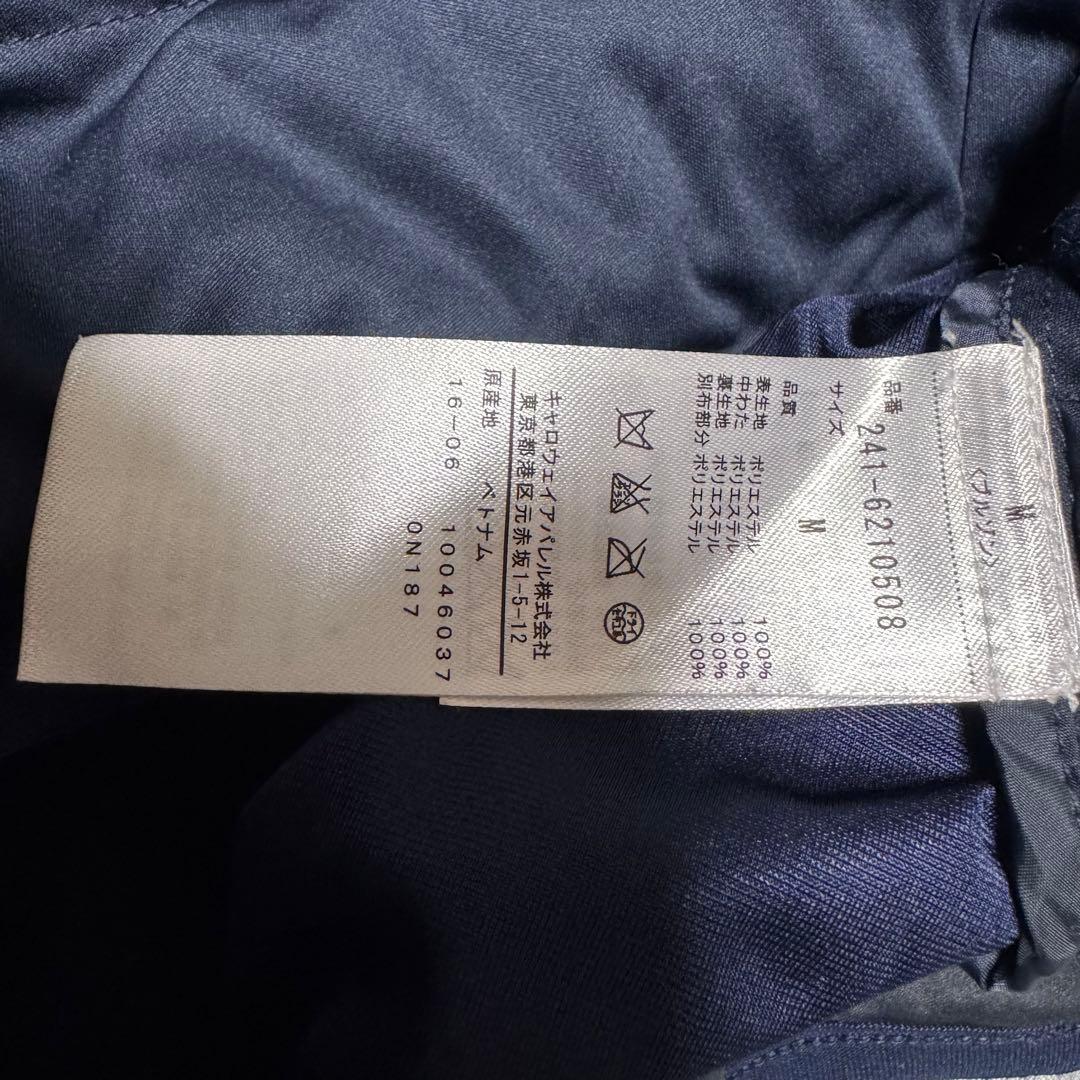 M
〈ブルゾン〉
品番 241-6210508
サイズ M
品質
表生地 ポリエステル 100%
中わた ポリエステル 100%
裏生地 ポリエステル 100%
別布部分 ポリエステル 100%
キャロウェイアパレル株式会社
東京都港区元赤坂1-5-12
原産地 ベトナム
16-06 10046037
0N187